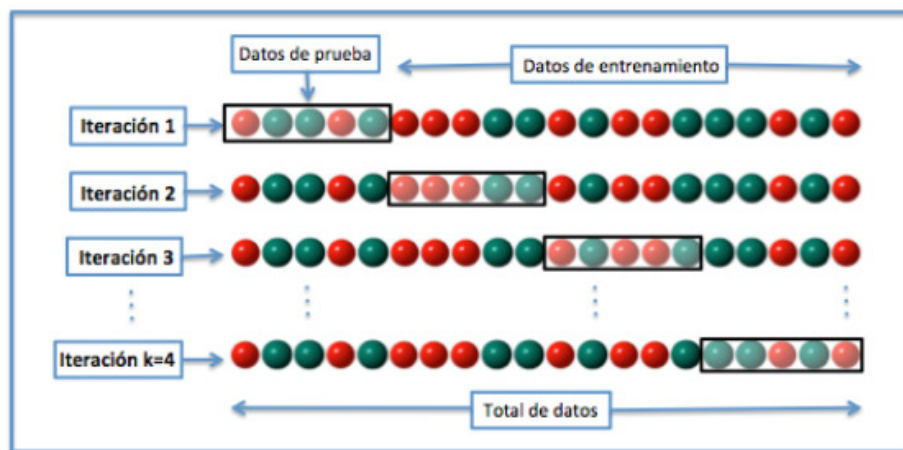 Datos de prueba
Datos de entrenamiento
Iteración 1
Iteración 2
Iteración 3
Iteración k=4
Total de datos